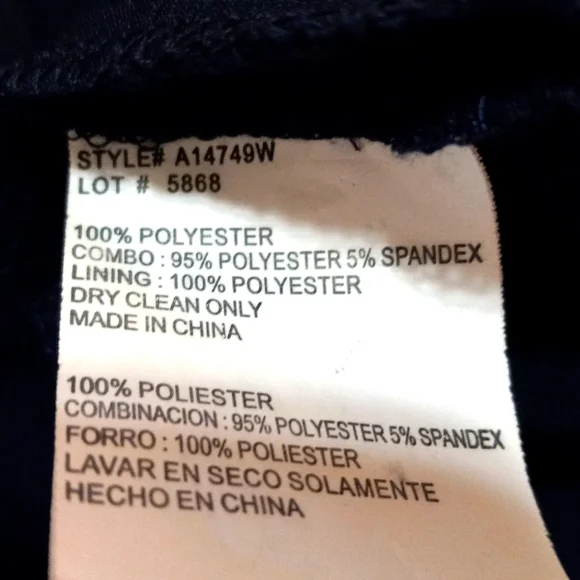 STYLE# A14749W
LOT # 5868
100% POLYESTER
COMBO : 95% POLYESTER 5% SPANDEX
LINING : 100% POLYESTER
DRY CLEAN ONLY
MADE IN CHINA
100% POLIESTER
COMBINACION : 95% POLYESTER 5% SPANDEX
FORRO : 100% POLIESTER
LAVAR EN SECO SOLAMENTE
HECHO EN CHINA